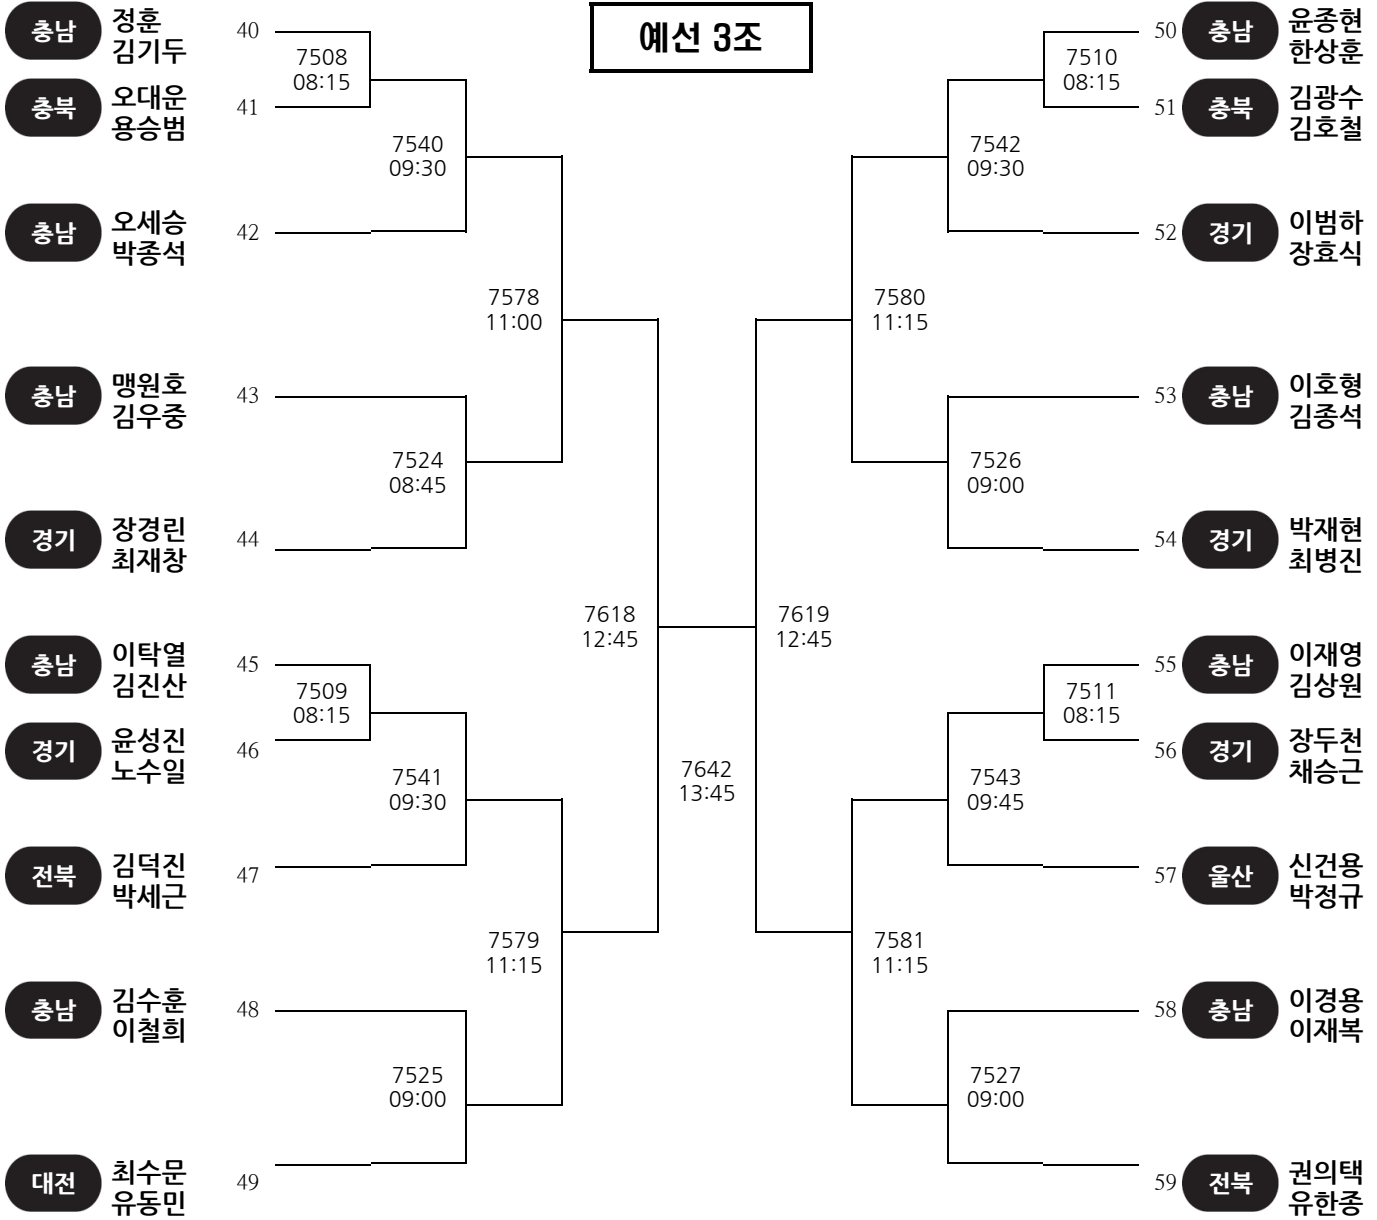 예선 3조
충남
정훈
김기두
40
7508
08:15
충북
오대운
용승범
41
7540
09:30
충남
오세승
박종석
42
7578
11:00
충남
맹원호
김우중
43
7524
08:45
경기
장경린
최재창
44
7618
12:45
충남
이탁열
김진산
45
7509
08:15
경기
윤성진
노수일
46
7541
09:30
전북
김덕진
박세근
47
7579
11:15
충남
김수훈
이철희
48
7525
09:00
대전
최수문
유동민
49
7642
13:45
50
충남
윤종현
한상훈
7510
08:15
51
충북
김광수
김호철
7542
09:30
52
경기
이범하
장효식
7580
11:15
53
충남
이호형
김종석
7526
09:00
54
경기
박재현
최병진
7619
12:45
55
충남
이재영
김상원
7511
08:15
56
경기
장두천
채승근
7543
09:45
57
울산
신건용
박정규
7581
11:15
58
충남
이경용
이재복
7527
09:00
59
전북
권의택
유한종